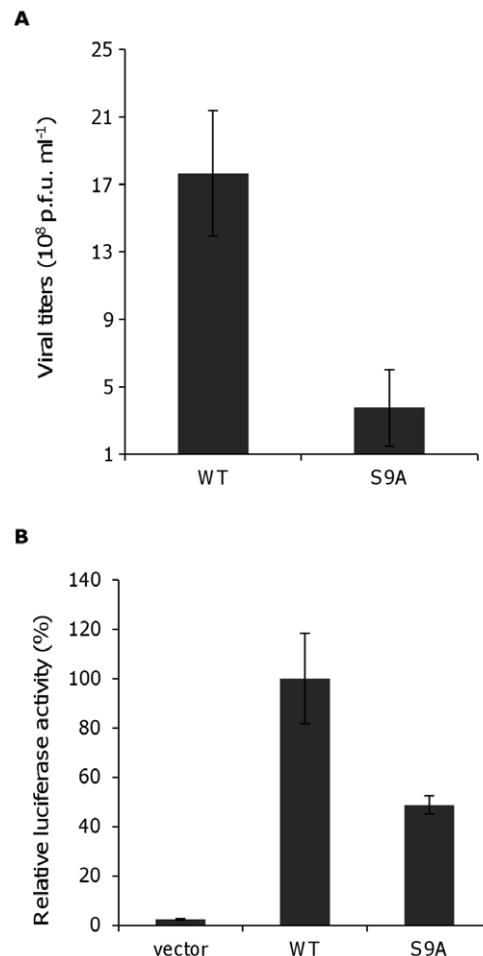 A
Viral titers (10⁸ p.f.u. ml⁻¹)
25
21
17
13
9
5
1
WT S9A
B
Relative luciferase activity (%)
140
120
100
80
60
40
20
0
vector WT S9A